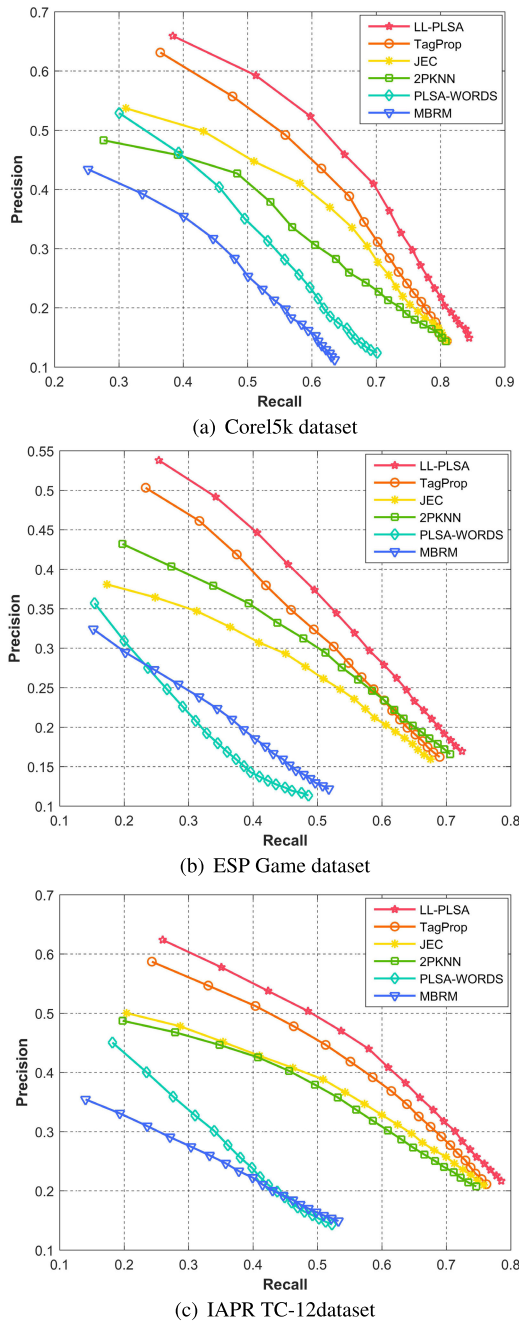 0.7
0.6
0.5
0.4
0.3
0.2
0.1
Precision
LL-PLSA
TagProp
JEC
2PKNN
PLSA-WORDS
MBRM
0.2 0.3 0.4 0.5 0.6 0.7 0.8 0.9
Recall
(a) Corel5k dataset
0.55
0.5
0.45
0.4
0.35
0.3
0.25
0.2
0.15
0.1
Precision
LL-PLSA
TagProp
JEC
2PKNN
PLSA-WORDS
MBRM
0.1 0.2 0.3 0.4 0.5 0.6 0.7 0.8
Recall
(b) ESP Game dataset
0.7
0.6
0.5
0.4
0.3
0.2
0.1
Precision
LL-PLSA
TagProp
JEC
2PKNN
PLSA-WORDS
MBRM
0.1 0.2 0.3 0.4 0.5 0.6 0.7 0.8
Recall
(c) IAPR TC-12dataset